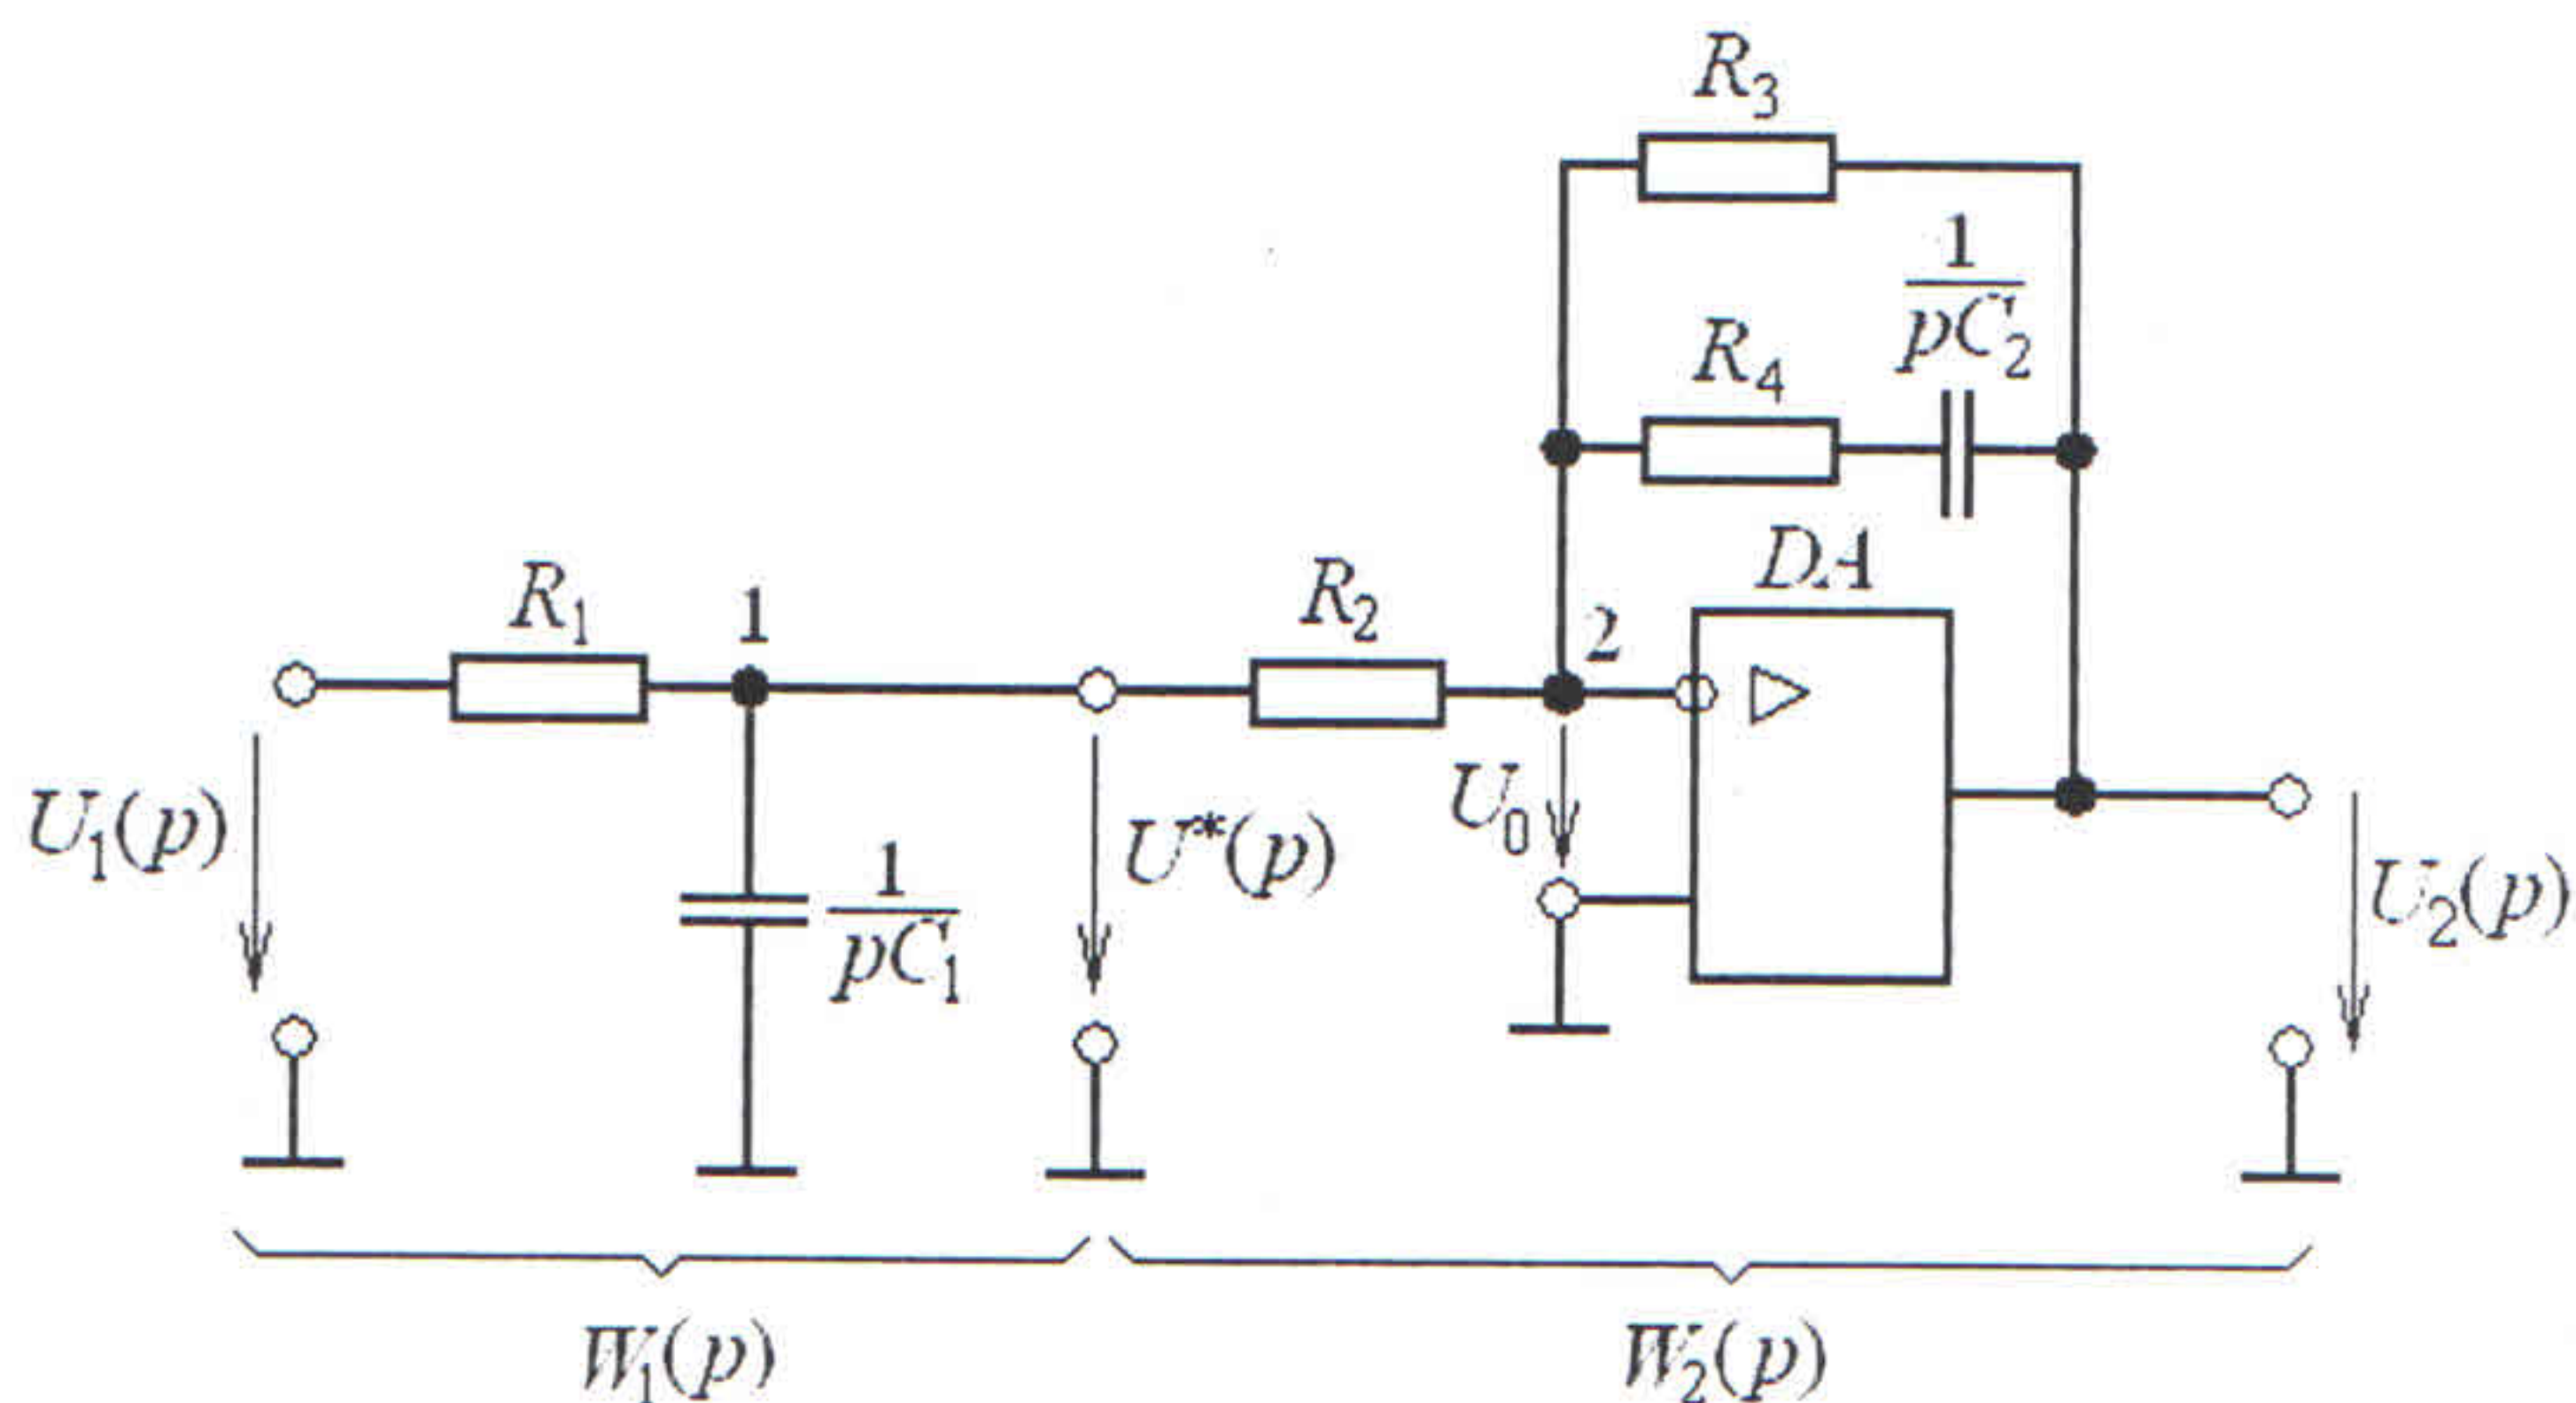 R₃
1
pC₂
R₄
DA
R₁
1
R₂
2
U₁(p)
1
pC₁
U*(p)
U₀
U₂(p)
W₁(p)
W₂(p)